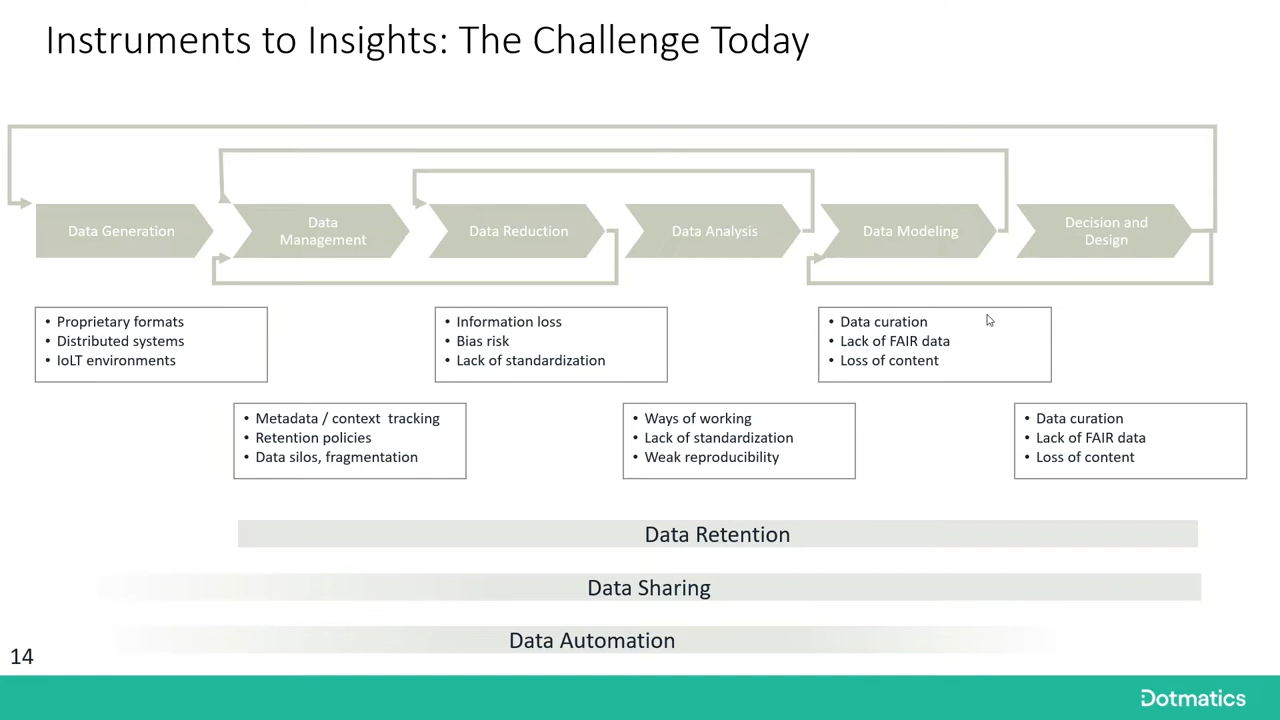 Instruments to Insights: The Challenge Today
Data Generation
Data
Management
Data Reduction
Data Analysis
Data Modeling
Decision and
Design
• Proprietary formats
• Distributed systems
• IoLT environments
• Information loss
• Bias risk
• Lack of standardization
• Data curation
• Lack of FAIR data
• Loss of content
• Metadata / context tracking
• Retention policies
• Data silos, fragmentation
• Ways of working
• Lack of standardization
• Weak reproducibility
• Data curation
• Lack of FAIR data
• Loss of content
Data Retention
Data Sharing
Data Automation
14
Dotmatics